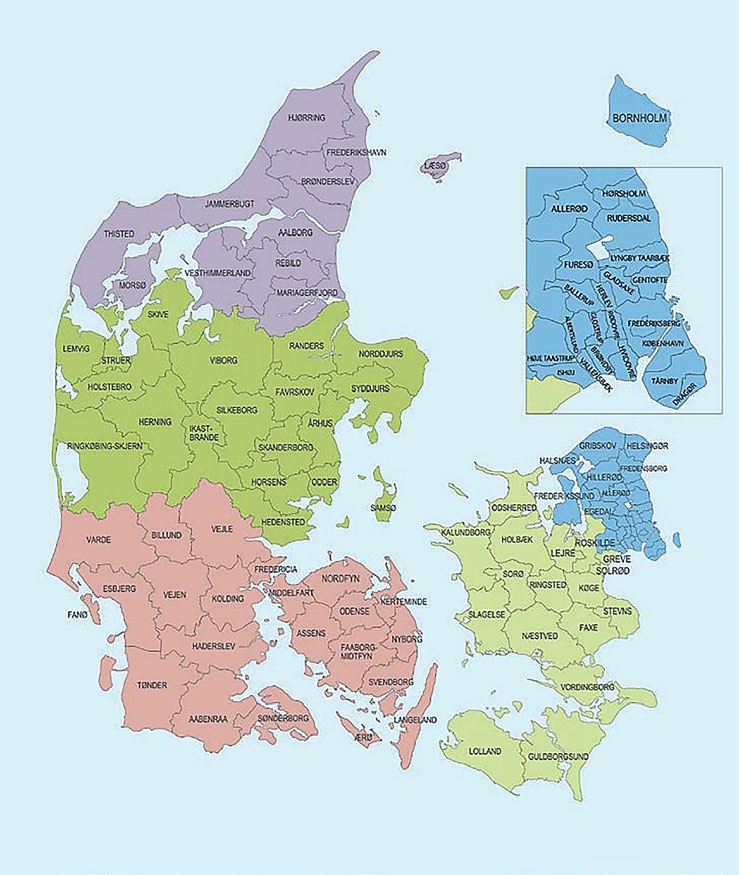 HJØRRING
FREDERIKSHAVN
BRØNDERSLEV
LÆSØ
JAMMERBUGT
THISTED
AALBORG
REBILD
VESTHIMMERLAND
MORSØ
MARIAGERFJORD
BORNHOLM
HØRSHOLM
ALLERØD
RUDERSDAL
LYNGBY TAARBÆK
FURESØ
GLADSAXE
GENTOFTE
BALLERUP
HERLEV
RØDOVRE
FREDERIKSBERG
GLOSTRUP
ALBERTSLUND
KØBENHAVN
HVIDOVRE
BRØNDBY
HØJE TAASTRUP
VALLENSBÆK
ISHØJ
TÅRNBY
DRAGØR
SKIVE
LEMVIG
STRUER
VIBORG
RANDERS
NORDDJURS
HOLSTEBRO
FAVRSKOV
SYDDJURS
SILKEBORG
HERNING
IKAST-
BRANDE
ÅRHUS
RINGKØBING-SKJERN
SKANDERBORG
HORSENS
ODDER
SAMSØ
HEDENSTED
VARDE
BILLUND
VEJLE
FREDERICIA
ESBJERG
VEJEN
KOLDING
MIDDELFART
NORDFYN
KERTEMINDE
ODENSE
FANØ
ASSENS
NYBORG
HADERSLEV
FAABORG-
MIDTFYN
TØNDER
SVENDBORG
AABENRAA
SØNDERBORG
LANGELAND
ÆRØ
GRIBSKOV
HELSINGØR
HALSNÆS
FREDENSBORG
HILLERØD
ALLERØD
FREDERIKSSUND
EGEDAL
ODSHERRED
KALUNDBORG
HOLBÆK
ROSKILDE
LEJRE
GREVE
SOLRØD
SORØ
RINGSTED
KØGE
STEVNS
SLAGELSE
FAXE
NÆSTVED
VORDINGBORG
LOLLAND
GULDBORGSUND